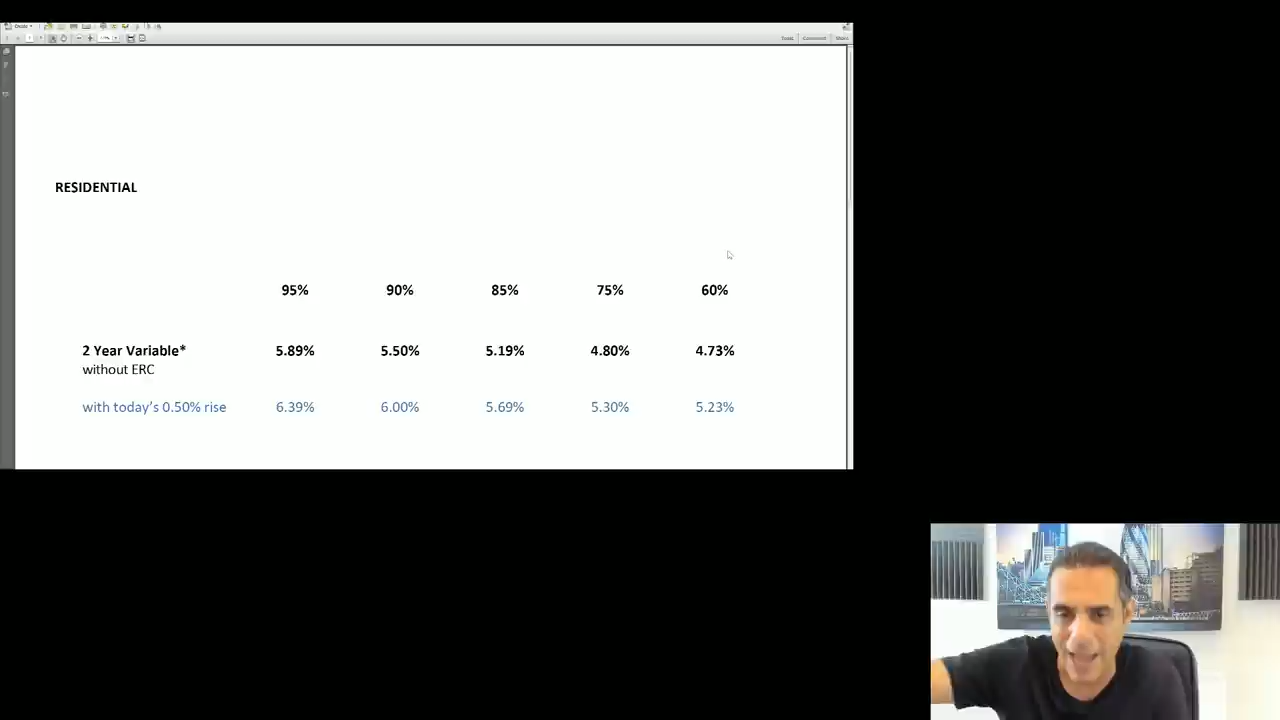 RESIDENTIAL
95% 90% 85% 75% 60%
2 Year Variable* 5.89% 5.50% 5.19% 4.80% 4.73%
without ERC
with today's 0.50% rise 6.39% 6.00% 5.69% 5.30% 5.23%